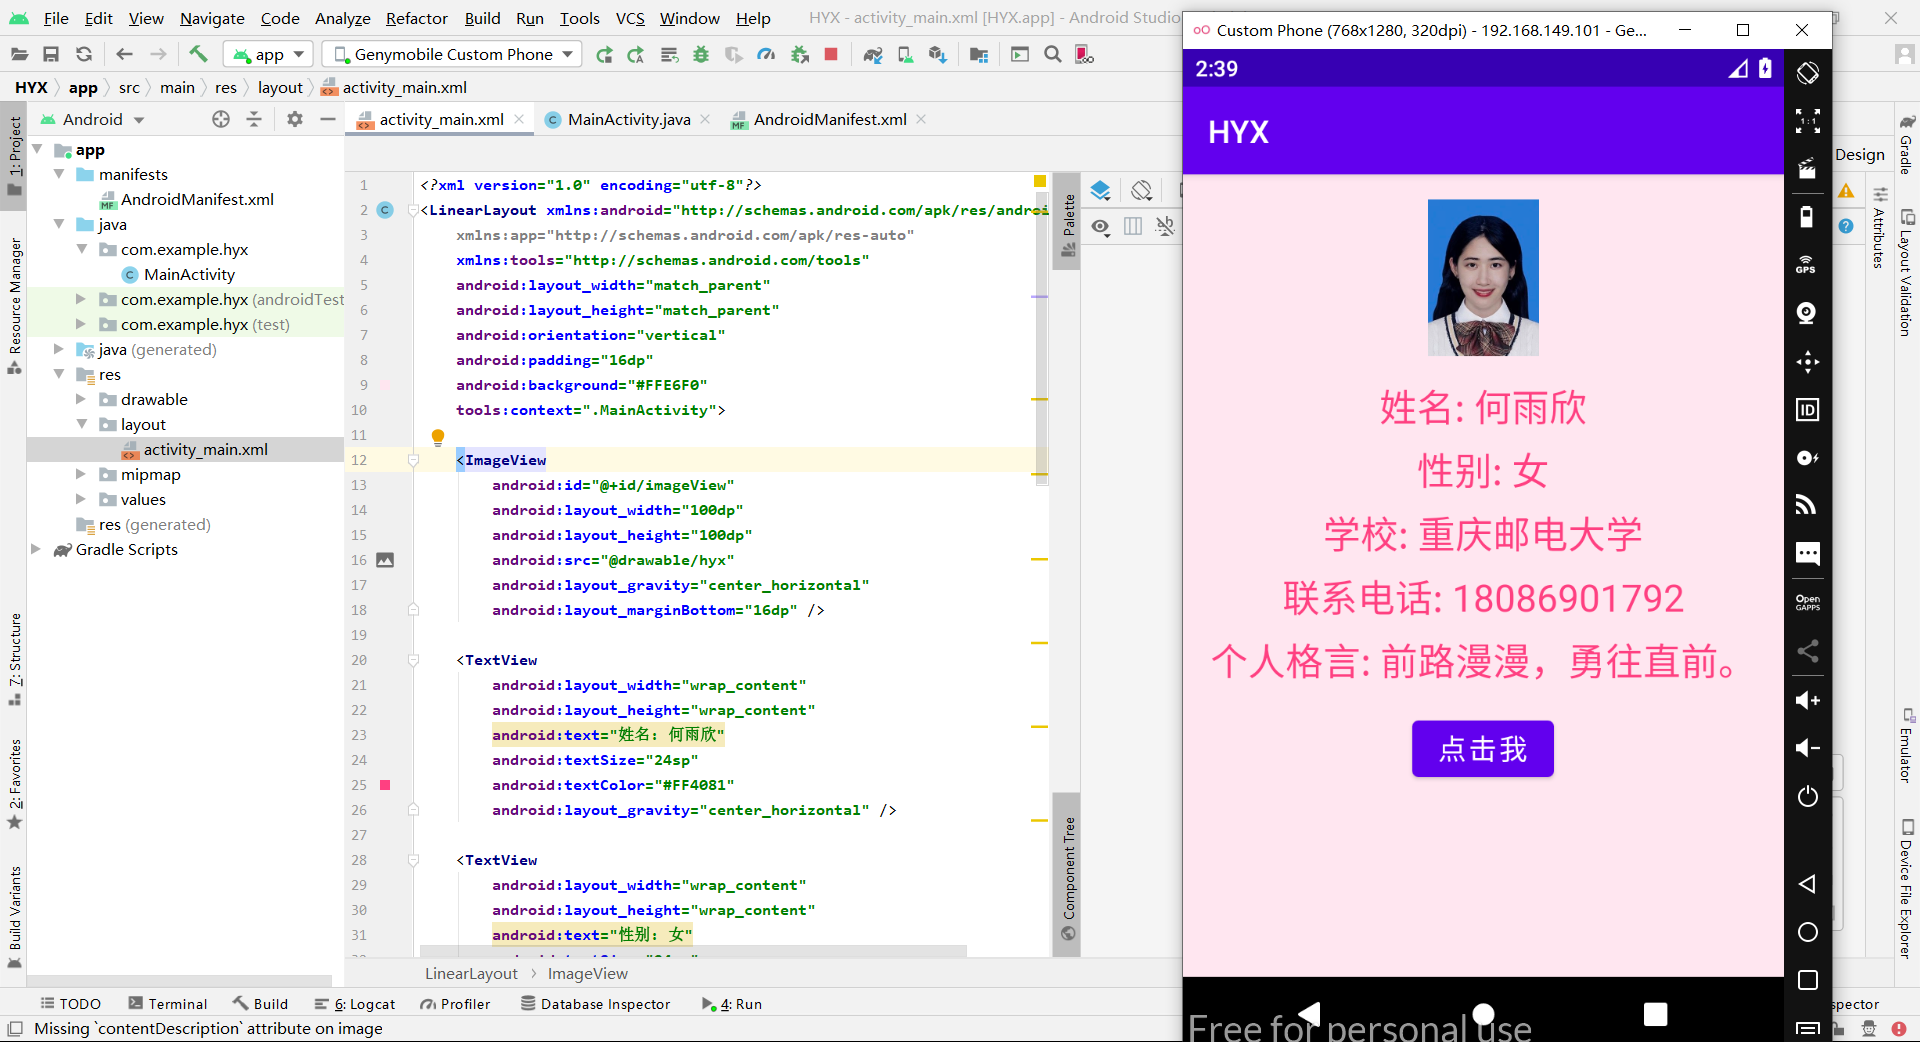 File Edit View Navigate Code Analyze Refactor Build Run Tools VCS Window Help HYX - activity_main.xml [HYX.app] - Android Studio
app Genymobile Custom Phone
HYX app src main res layout activity_main.xml
1: Project
Resource Manager
7: Structure
2: Favorites
Build Variants
Android
app
manifests
AndroidManifest.xml
java
com.example.hyx
MainActivity
com.example.hyx (androidTest
com.example.hyx (test)
java (generated)
res
drawable
layout
activity_main.xml
mipmap
values
res (generated)
Gradle Scripts
activity_main.xml MainActivity.java AndroidManifest.xml
1 <?xml version="1.0" encoding="utf-8"?>
2 <LinearLayout xmlns:android="http://schemas.android.com/apk/res/androi
3 xmlns:app="http://schemas.android.com/apk/res-auto"
4 xmlns:tools="http://schemas.android.com/tools"
5 android:layout_width="match_parent"
6 android:layout_height="match_parent"
7 android:orientation="vertical"
8 android:padding="16dp"
9 android:background="#FFE6F0"
10 tools:context=".MainActivity">
11
12 <ImageView
13 android:id="@+id/imageView"
14 android:layout_width="100dp"
15 android:layout_height="100dp"
16 android:src="@drawable/hyx"
17 android:layout_gravity="center_horizontal"
18 android:layout_marginBottom="16dp" />
19
20 <TextView
21 android:layout_width="wrap_content"
22 android:layout_height="wrap_content"
23 android:text="姓名: 何雨欣"
24 android:textSize="24sp"
25 android:textColor="#FF4081"
26 android:layout_gravity="center_horizontal" />
27
28 <TextView
29 android:layout_width="wrap_content"
30 android:layout_height="wrap_content"
31 android:text="性别: 女"
LinearLayout ImageView
Palette
Component Tree
Custom Phone (768x1280, 320dpi) - 192.168.149.101 - Ge...
2:39
HYX
姓名: 何雨欣
性别: 女
学校: 重庆邮电大学
联系电话: 18086901792
个人格言: 前路漫漫，勇往直前。
点击我
Free for personal use
1:1
GPS
ID
Open
GAPPS
Design
Attributes
Gradle
Layout Validation
Emulator
Device File Explorer
TODO Terminal Build 6: Logcat Profiler Database Inspector 4: Run spector
Missing `contentDescription` attribute on image